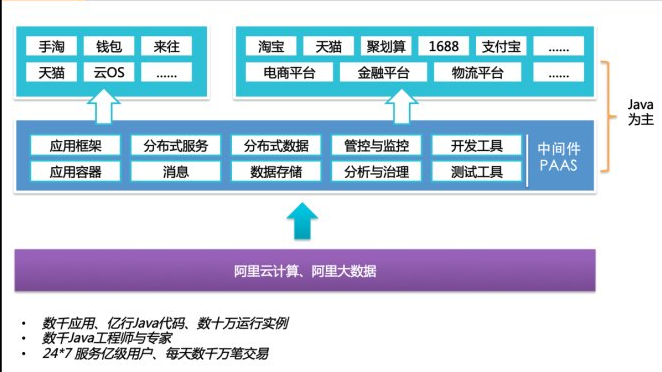 手淘 钱包 来往
天猫 云OS ......
淘宝 天猫 聚划算 1688 支付宝 ......
电商平台 金融平台 物流平台 ......
Java
为主
应用框架 分布式服务 分布式数据 管控与监控 开发工具
应用容器 消息 数据存储 分析与治理 测试工具
中间件
PAAS
阿里云计算、阿里大数据
• 数千应用、亿行Java代码、数十万运行实例
• 数千Java工程师与专家
• 24*7 服务亿级用户、每天数千万笔交易